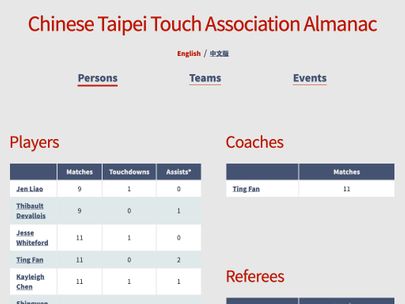 Chinese Taipei Touch Association Almanac
English / 中文版
Persons Teams Events
Players
Matches Touchdowns Assists*
Jen Liao 9 1 0
Thibault
Devallois 9 0 1
Jesse
Whiteford 11 1 0
Ting Fan 11 0 2
Kayleigh
Chen 11 1 1
Coaches
Matches
Ting Fan 11
Referees